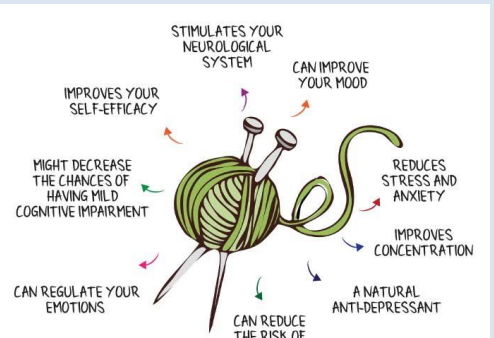 STIMULATES YOUR
NEUROLOGICAL
SYSTEM
CAN IMPROVE
YOUR MOOD
IMPROVES YOUR
SELF-EFFICACY
MIGHT DECREASE
THE CHANCES OF
HAVING MILD
COGNITIVE IMPAIRMENT
REDUCES
STRESS AND
ANXIETY
IMPROVES
CONCENTRATION
CAN REGULATE YOUR
EMOTIONS
A NATURAL
ANTI-DEPRESSANT
CAN REDUCE
THE RISK OF